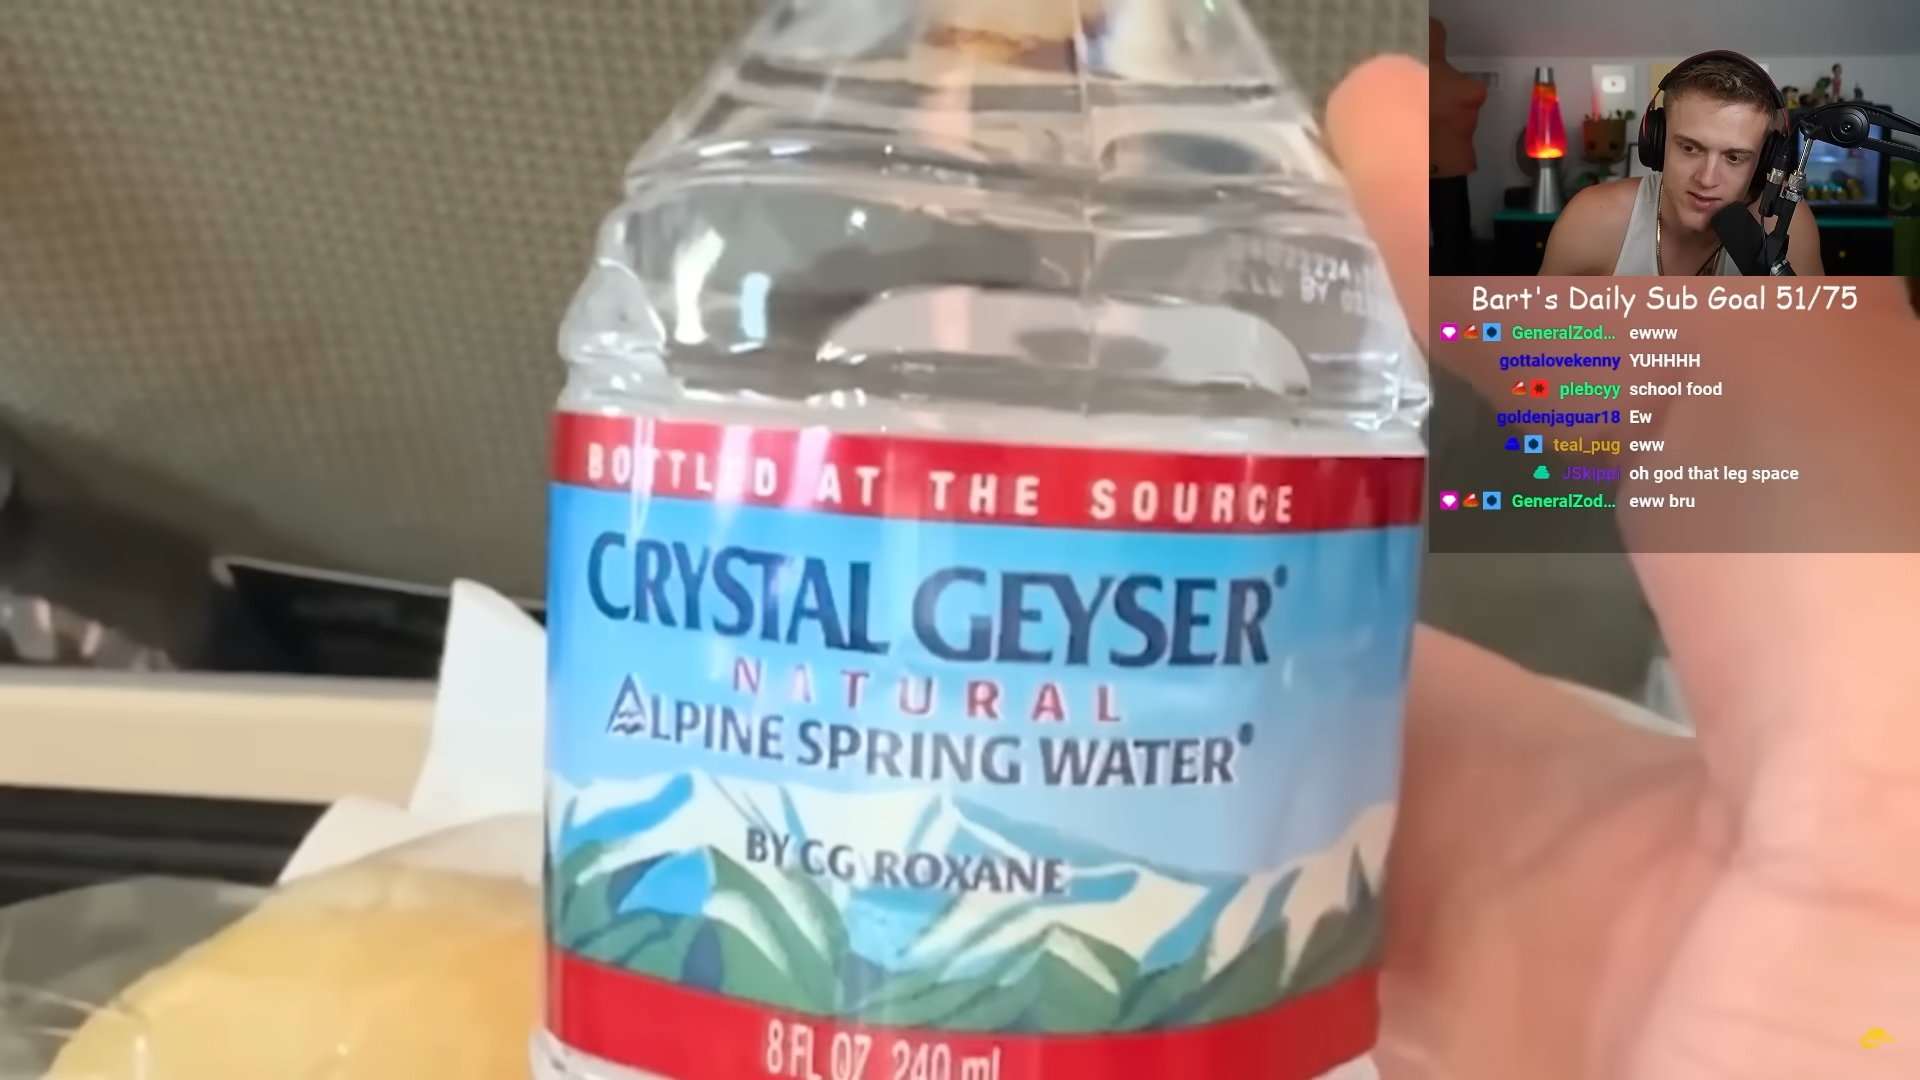 BOTTLED AT THE SOURCE
CRYSTAL GEYSER®
NATURAL
ALPINE SPRING WATER®
BY CG ROXANE
8 FL OZ 240 ml
Bart's Daily Sub Goal 51/75
GeneralZod... ewww
gottalovekenny YUHHHH
plebcyy school food
goldenjaguar18 Ew
teal_pug eww
JSkippi oh god that leg space
GeneralZod... eww bru